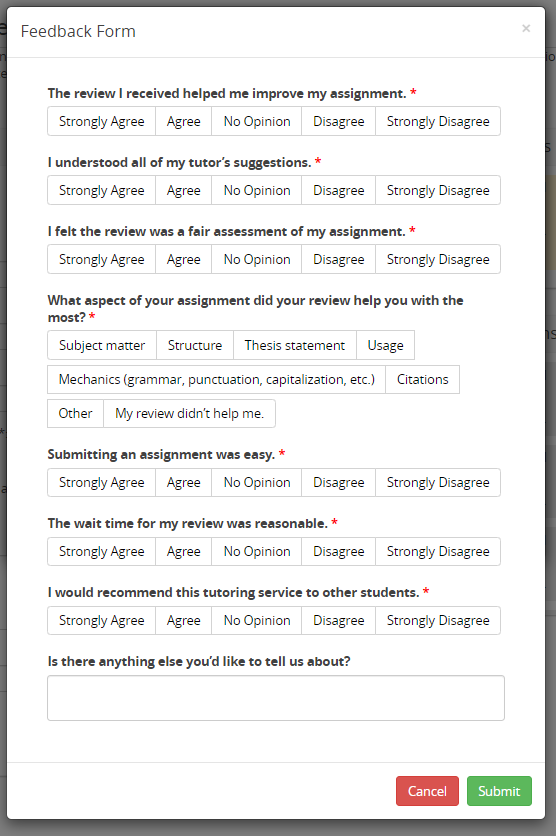 Feedback Form ×
The review I received helped me improve my assignment. *
Strongly Agree Agree No Opinion Disagree Strongly Disagree
I understood all of my tutor’s suggestions. *
Strongly Agree Agree No Opinion Disagree Strongly Disagree
I felt the review was a fair assessment of my assignment. *
Strongly Agree Agree No Opinion Disagree Strongly Disagree
What aspect of your assignment did your review help you with the
most? *
Subject matter Structure Thesis statement Usage
Mechanics (grammar, punctuation, capitalization, etc.) Citations
Other My review didn’t help me.
Submitting an assignment was easy. *
Strongly Agree Agree No Opinion Disagree Strongly Disagree
The wait time for my review was reasonable. *
Strongly Agree Agree No Opinion Disagree Strongly Disagree
I would recommend this tutoring service to other students. *
Strongly Agree Agree No Opinion Disagree Strongly Disagree
Is there anything else you’d like to tell us about?
Cancel Submit